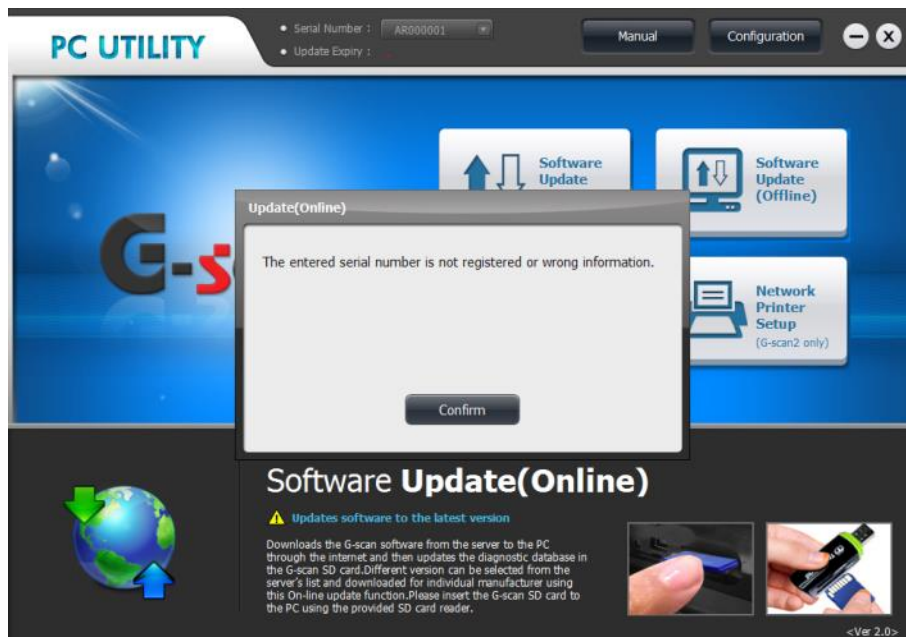 PC UTILITY
• Serial Number : AR000001
• Update Expiry :
Manual
Configuration
Software
Update
Software
Update
(Offline)
Update(Online)
The entered serial number is not registered or wrong information.
Confirm
G-s
Network
Printer
Setup
(G-scan2 only)
Software Update(Online)
Updates software to the latest version
Downloads the G-scan software from the server to the PC
through the internet and then updates the diagnostic database in
the G-scan SD card.Different version can be selected from the
server's list and downloaded for individual manufacturer using
this On-line update function.Please insert the G-scan SD card to
the PC using the provided SD card reader.
<Ver 2.0>